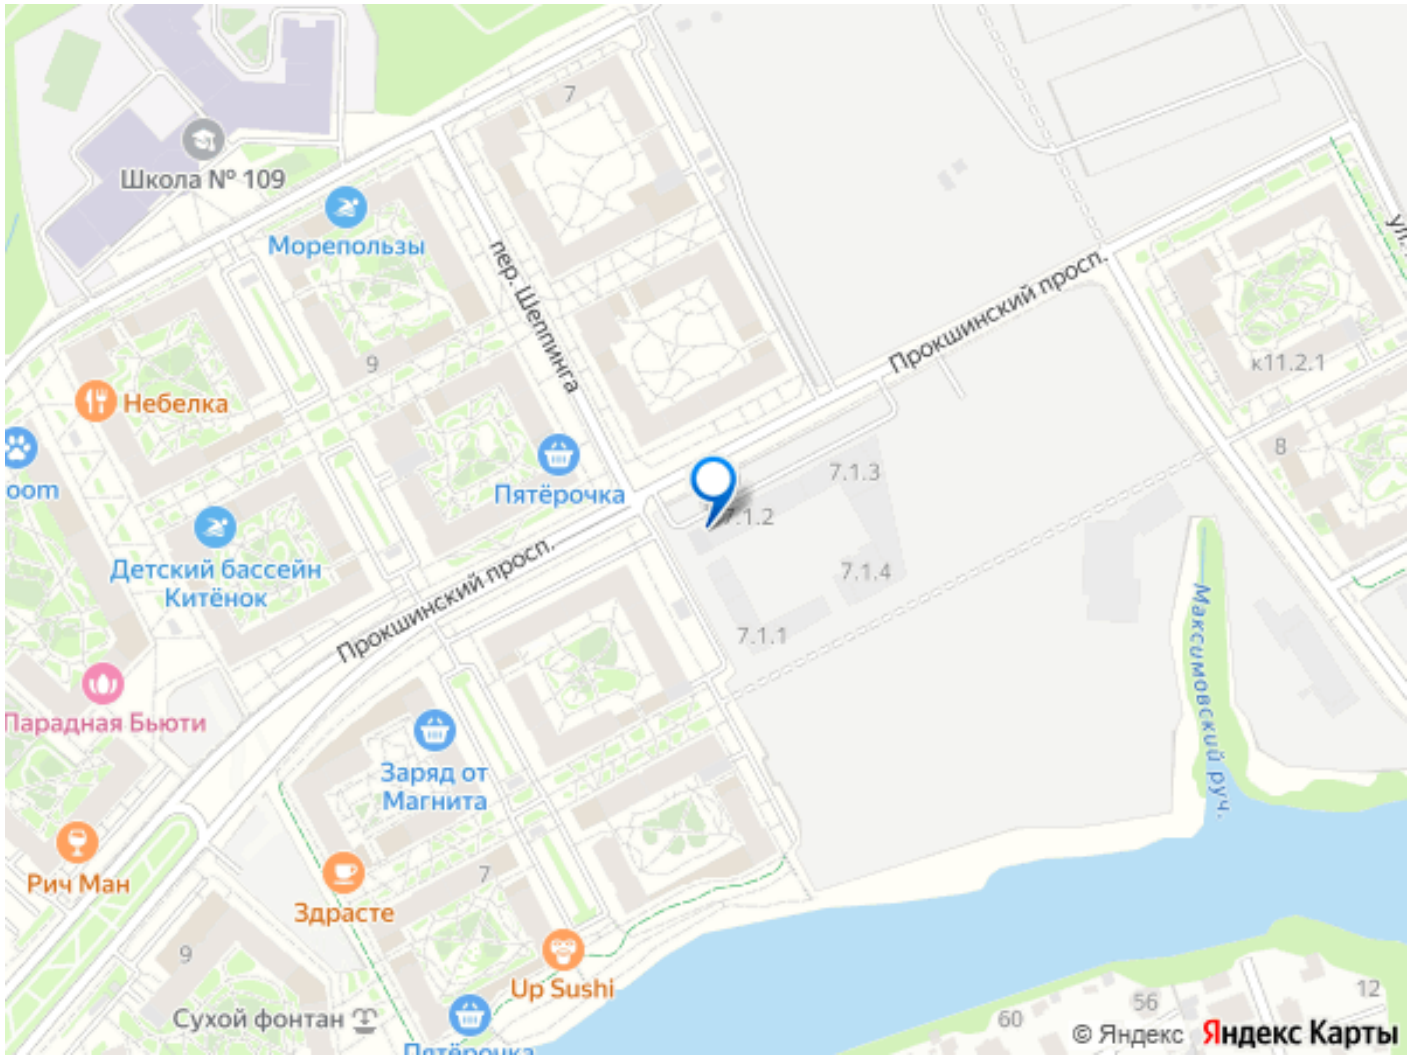 7
Школа № 109
Морепользы
пер. Шеппинга
Прокшинский просп.
9
к11.2.1
Небелка
8
7.1.3
oom
Пятёрочка
7.1.2
Детский бассейн
Китёнок
Прокшинский просп.
7.1.4
7.1.1
Максимовский руч.
Парадная Бьюти
Заряд от
Магнита
Рич Ман
7
Здрасте
9
Up Sushi
Сухой фонтан
Пятёрочка
60
56
12
© Яндекс
Яндекс Карты